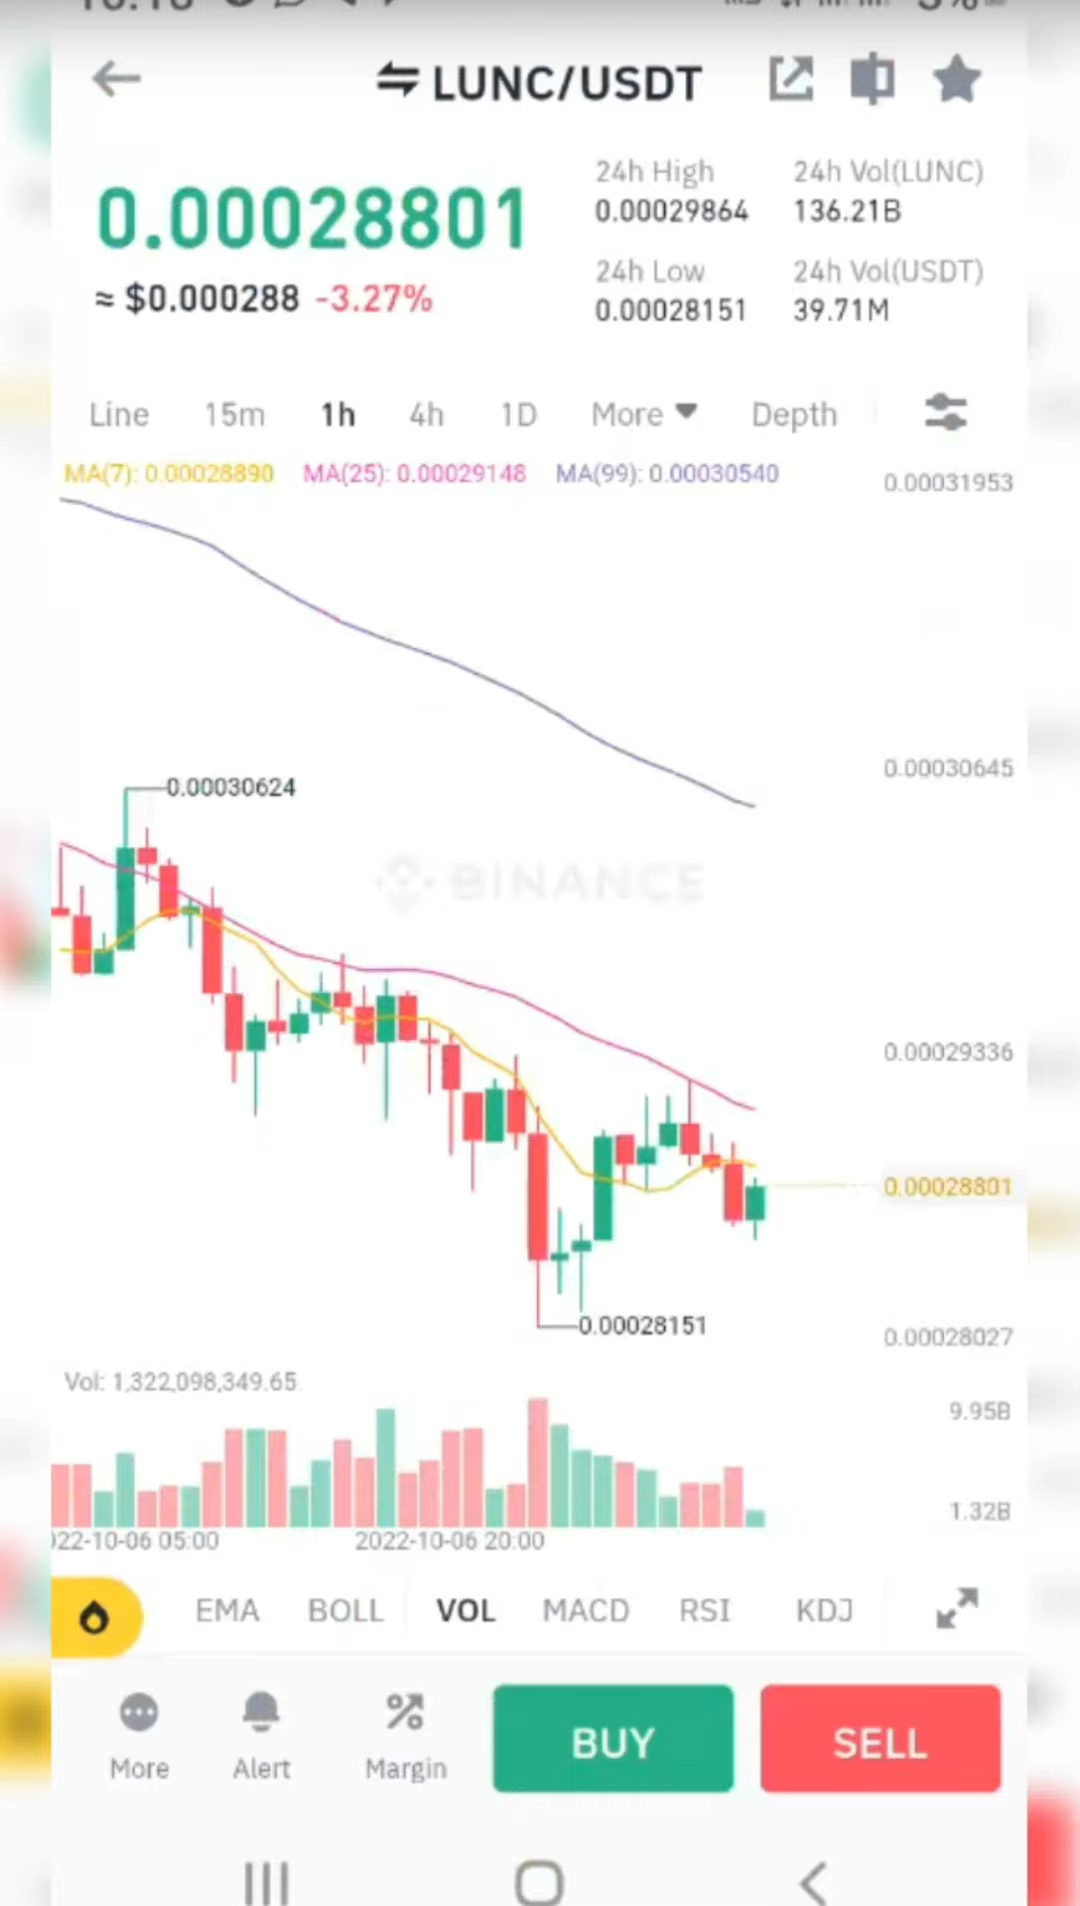 LUNC/USDT
0.00028801
≈ $0.000288 -3.27%
24h High
0.00029864
24h Vol(LUNC)
136.21B
24h Low
0.00028151
24h Vol(USDT)
39.71M
Line 15m 1h 4h 1D More Depth
MA(7): 0.00028890 MA(25): 0.00029148 MA(99): 0.00030540
0.00031953
0.00030645
0.00030624
BINANCE
0.00029336
0.00028801
0.00028151
0.00028027
Vol: 1,322,098,349.65
9.95B
1.32B
022-10-06 05:00 2022-10-06 20:00
EMA BOLL VOL MACD RSI KDJ
More Alert Margin BUY SELL